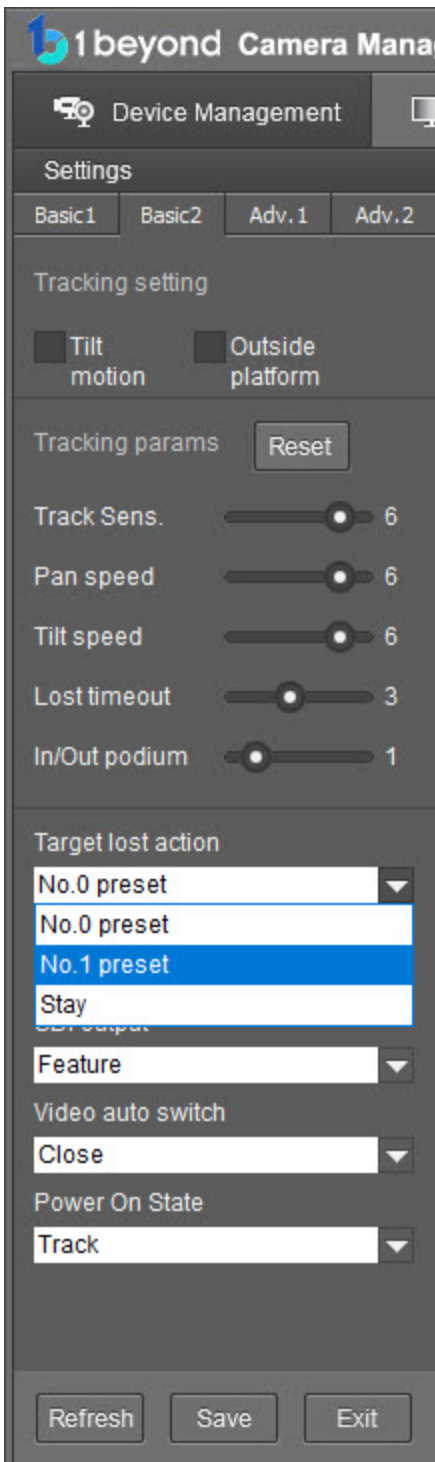 1beyond Camera Mana
Device Management
Settings
Basic1 Basic2 Adv.1 Adv.2
Tracking setting
Tilt motion Outside platform
Tracking params Reset
Track Sens. 6
Pan speed 6
Tilt speed 6
Lost timeout 3
In/Out podium 1
Target lost action
No.0 preset
No.0 preset
No.1 preset
Stay
output
Feature
Video auto switch
Close
Power On State
Track
Refresh Save Exit